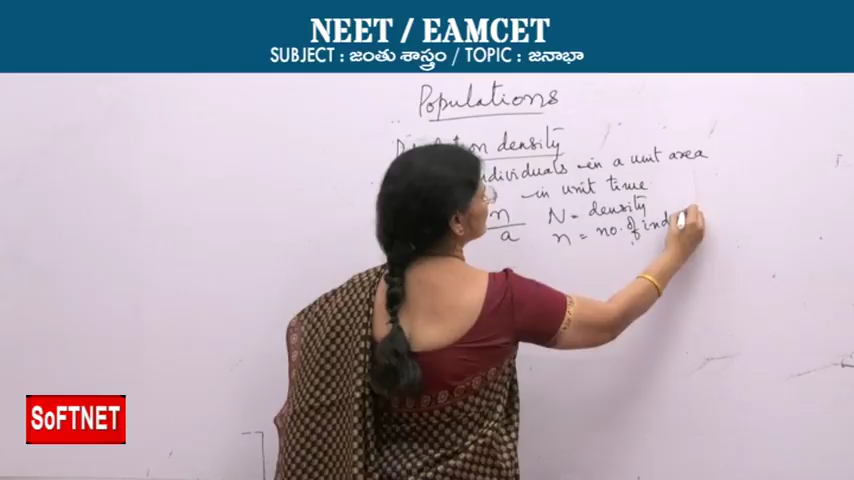 NEET / EAMCET
SUBJECT : జంతు శాస్త్రం / TOPIC : జనాభా
Populations
density
individuals - in a unit area
- in unit time
n N = density
a n = no. of ind
SoFTNET